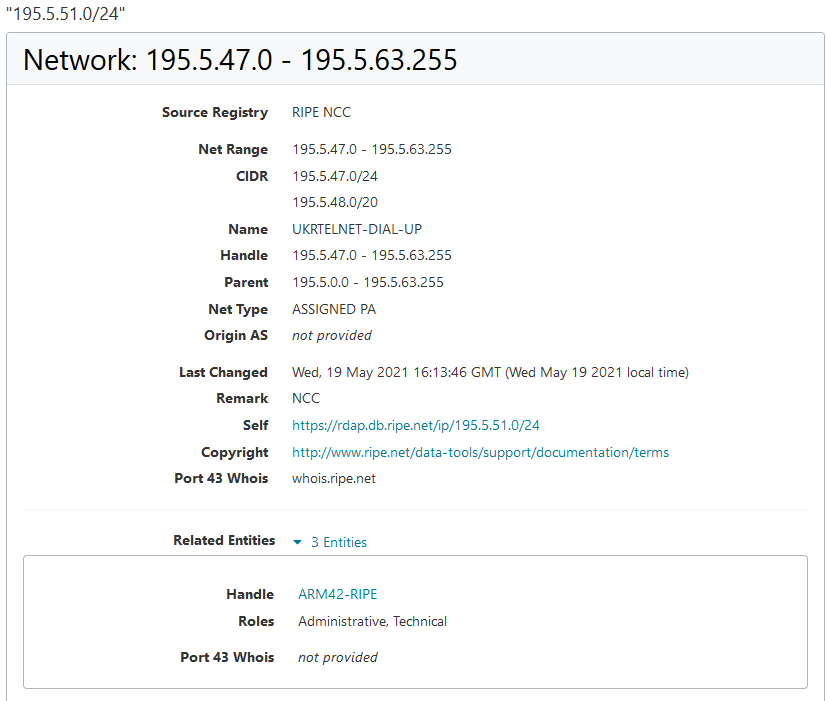 "195.5.51.0/24"
Network: 195.5.47.0 - 195.5.63.255
Source Registry RIPE NCC
Net Range 195.5.47.0 - 195.5.63.255
CIDR 195.5.47.0/24
195.5.48.0/20
Name UKRTELNET-DIAL-UP
Handle 195.5.47.0 - 195.5.63.255
Parent 195.5.0.0 - 195.5.63.255
Net Type ASSIGNED PA
Origin AS not provided
Last Changed Wed, 19 May 2021 16:13:46 GMT (Wed May 19 2021 local time)
Remark NCC
Self https://rdap.db.ripe.net/ip/195.5.51.0/24
Copyright http://www.ripe.net/data-tools/support/documentation/terms
Port 43 Whois whois.ripe.net
Related Entities 3 Entities
Handle ARM42-RIPE
Roles Administrative, Technical
Port 43 Whois not provided